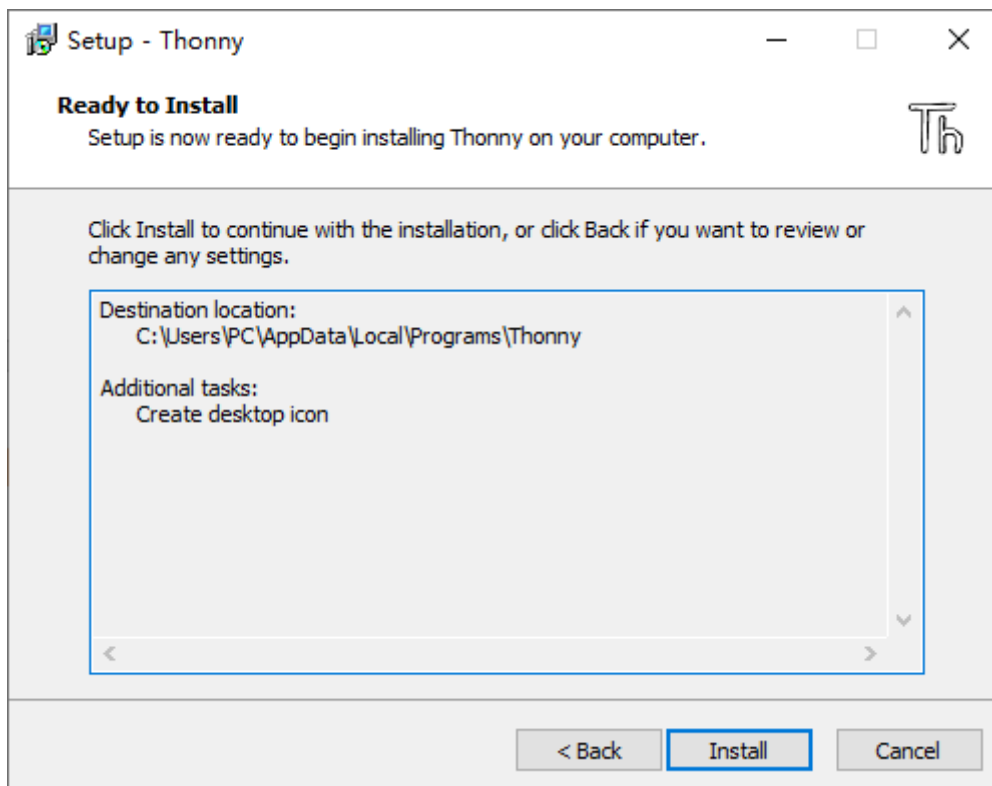 Setup - Thonny
Ready to Install
Setup is now ready to begin installing Thonny on your computer.
Th
Click Install to continue with the installation, or click Back if you want to review or
change any settings.
Destination location:
C:\Users\PC\AppData\Local\Programs\Thonny
Additional tasks:
Create desktop icon
< Back
Install
Cancel